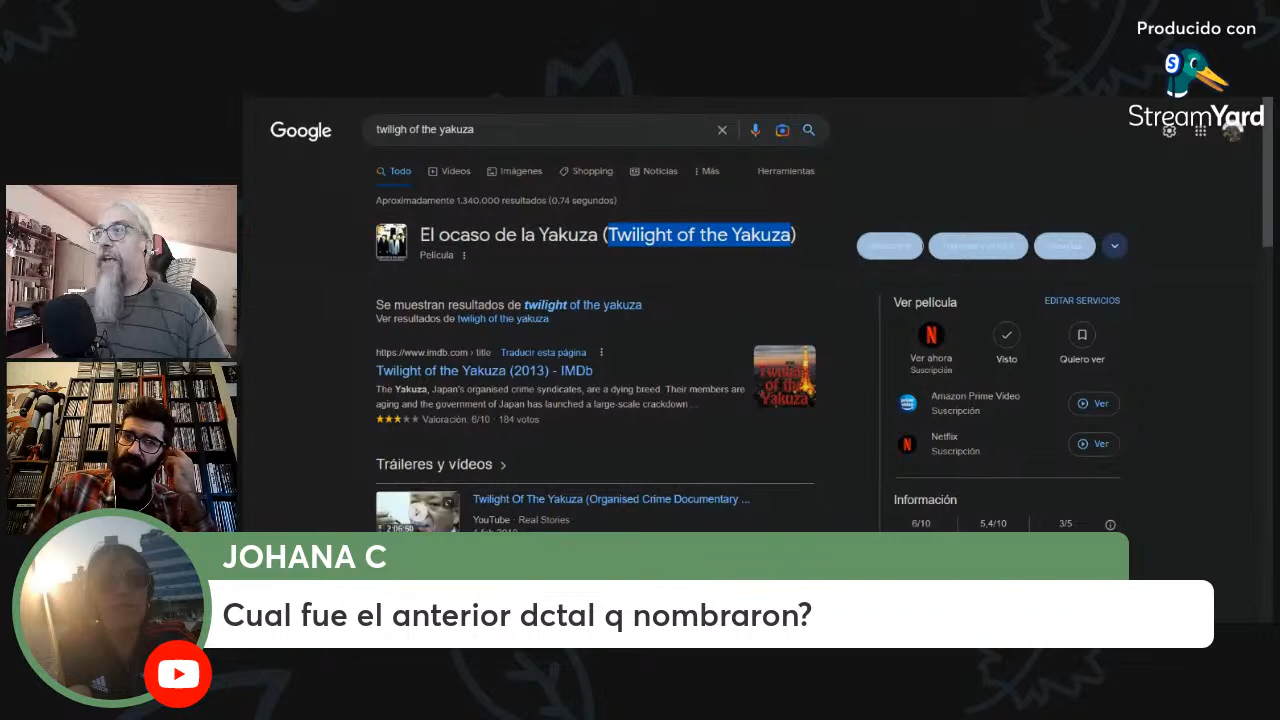 Producido con
StreamYard
Google
twiligh of the yakuza
Todo
Vídeos
Imágenes
Shopping
Noticias
Más
Herramientas
Aproximadamente 1.340.000 resultados (0,74 segundos)
El ocaso de la Yakuza (Twilight of the Yakuza)
Película
Se muestran resultados de twilight of the yakuza
Ver resultados de twiligh of the yakuza
https://www.imdb.com › title Traducir esta página
Twilight of the Yakuza (2013) - IMDb
The Yakuza, Japan's organised crime syndicates, are a dying breed. Their members are
aging and the government of Japan has launched a large-scale crackdown ...
Valoración: 6/10 · 184 votos
Twilight
of the
Yakuza
Tráileres y vídeos
Twilight Of The Yakuza (Organised Crime Documentary ...
YouTube · Real Stories
2:06:50
Ver película
EDITAR SERVICIOS
Ver ahora
Suscripción
Visto
Quiero ver
Amazon Prime Video
Suscripción
Ver
Netflix
Suscripción
Ver
Información
6/10
5,4/10
3/5
JOHANA C
Cual fue el anterior dctal q nombraron?